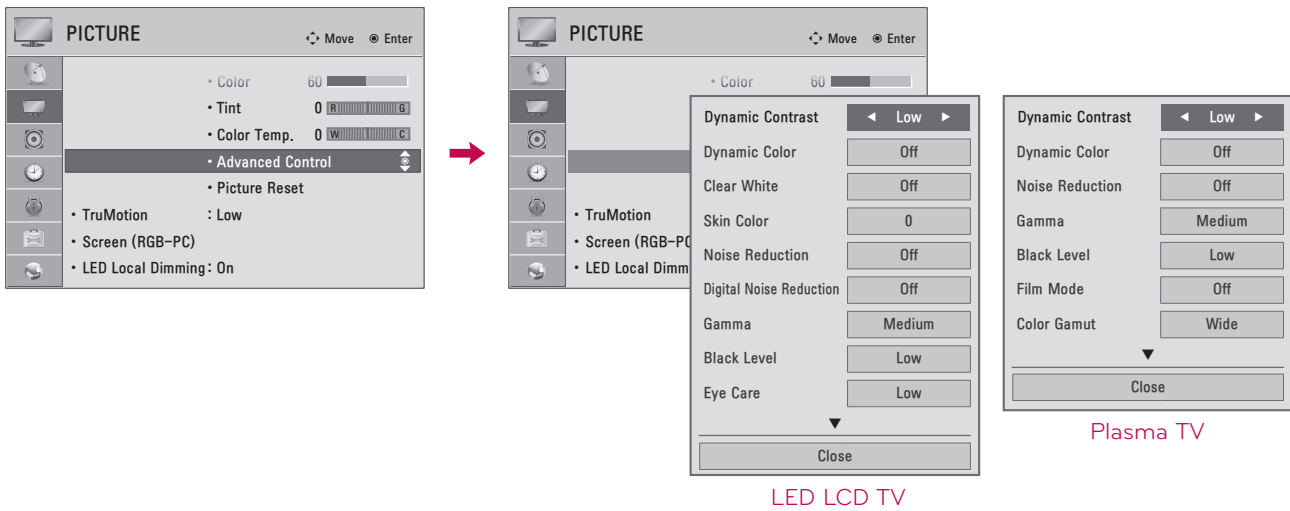 PICTURE Move Enter
• Color 60
• Tint 0 R G
• Color Temp. 0 W C
• Advanced Control
• Picture Reset
• TruMotion : Low
• Screen (RGB-PC)
• LED Local Dimming : On
PICTURE Move Enter
• Color 60
• TruMotion
• Screen (RGB-PC
• LED Local Dimm
Dynamic Contrast ◀ Low ▶
Dynamic Color Off
Clear White Off
Skin Color 0
Noise Reduction Off
Digital Noise Reduction Off
Gamma Medium
Black Level Low
Eye Care Low
▼
Close
LED LCD TV
Dynamic Contrast ◀ Low ▶
Dynamic Color Off
Noise Reduction Off
Gamma Medium
Black Level Low
Film Mode Off
Color Gamut Wide
▼
Close
Plasma TV